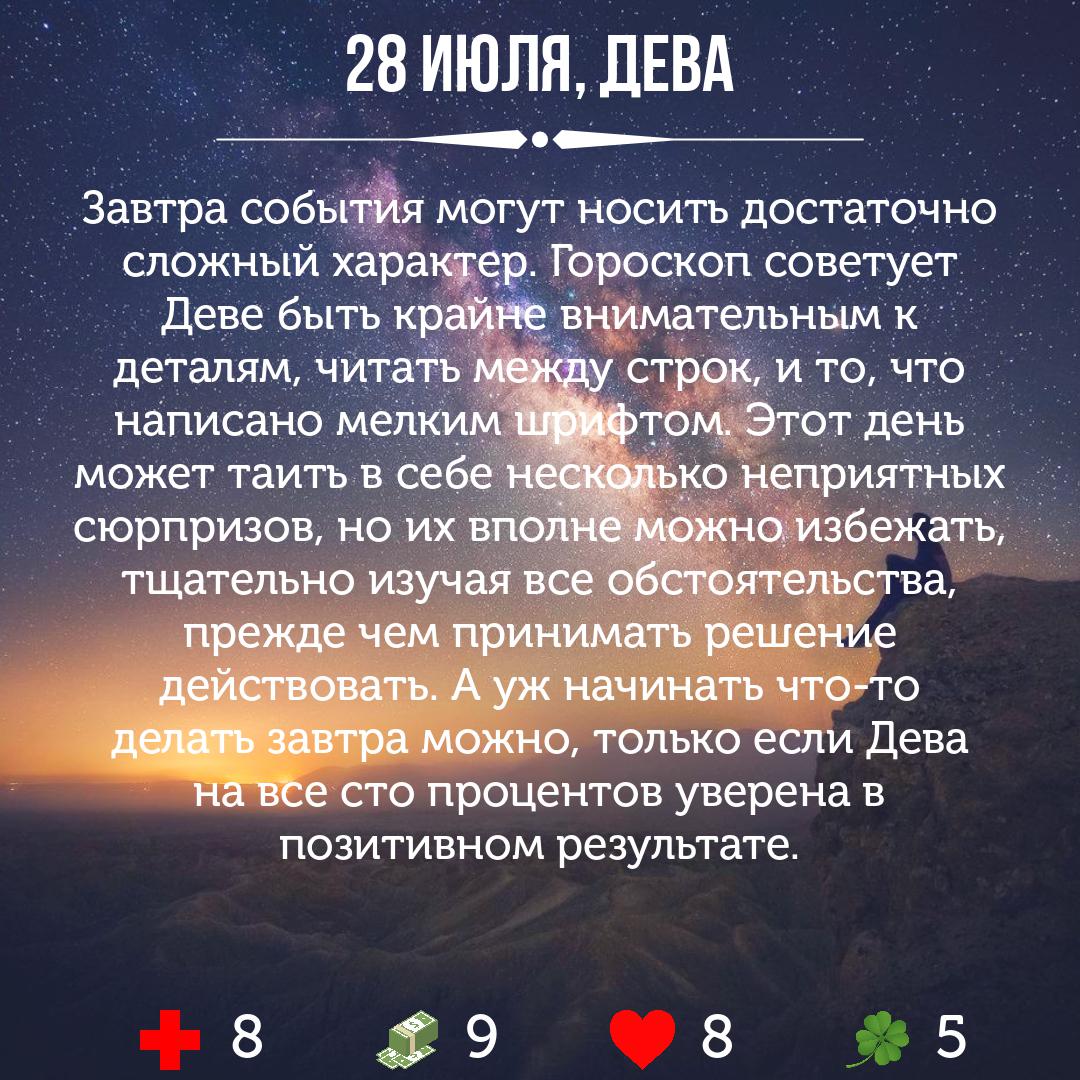 28 ИЮЛЯ, ДЕВА
Завтра события могут носить достаточно
сложный характер. Гороскоп советует
Деве быть крайне внимательным к
деталям, читать между строк, и то, что
написано мелким шрифтом. Этот день
может таить в себе несколько неприятных
сюрпризов, но их вполне можно избежать,
тщательно изучая все обстоятельства,
прежде чем принимать решение
действовать. А уж начинать что-то
делать завтра можно, только если Дева
на все сто процентов уверена в
позитивном результате.
8 9 8 5